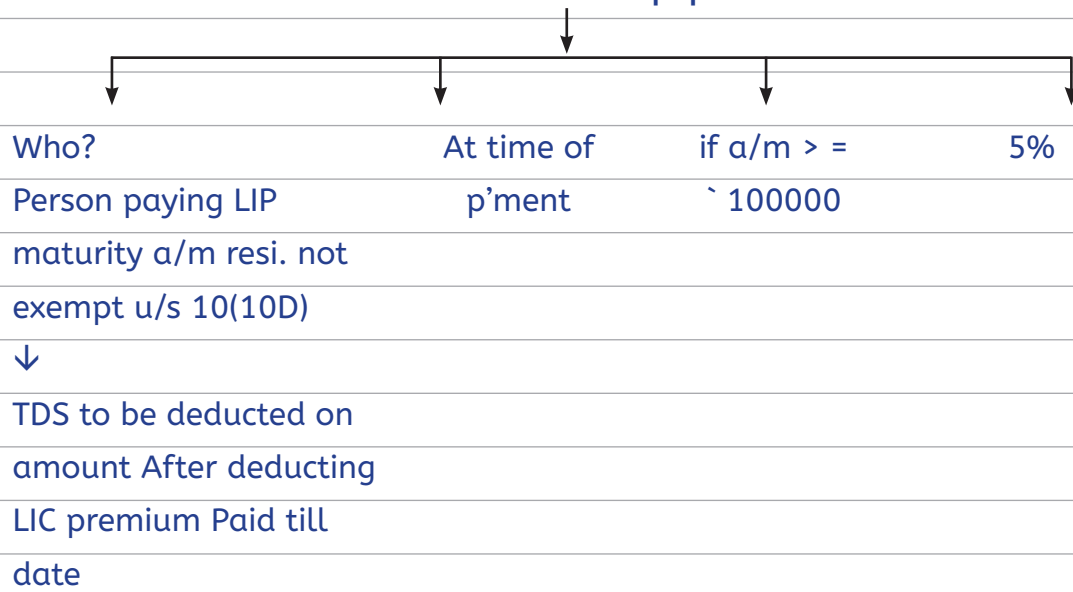 Who?
Person paying LIP
maturity a/m resi. not
exempt u/s 10(10D)
↓
TDS to be deducted on
amount After deducting
LIC premium Paid till
date
At time of
p'ment
if a/m > =
` 100000
5%